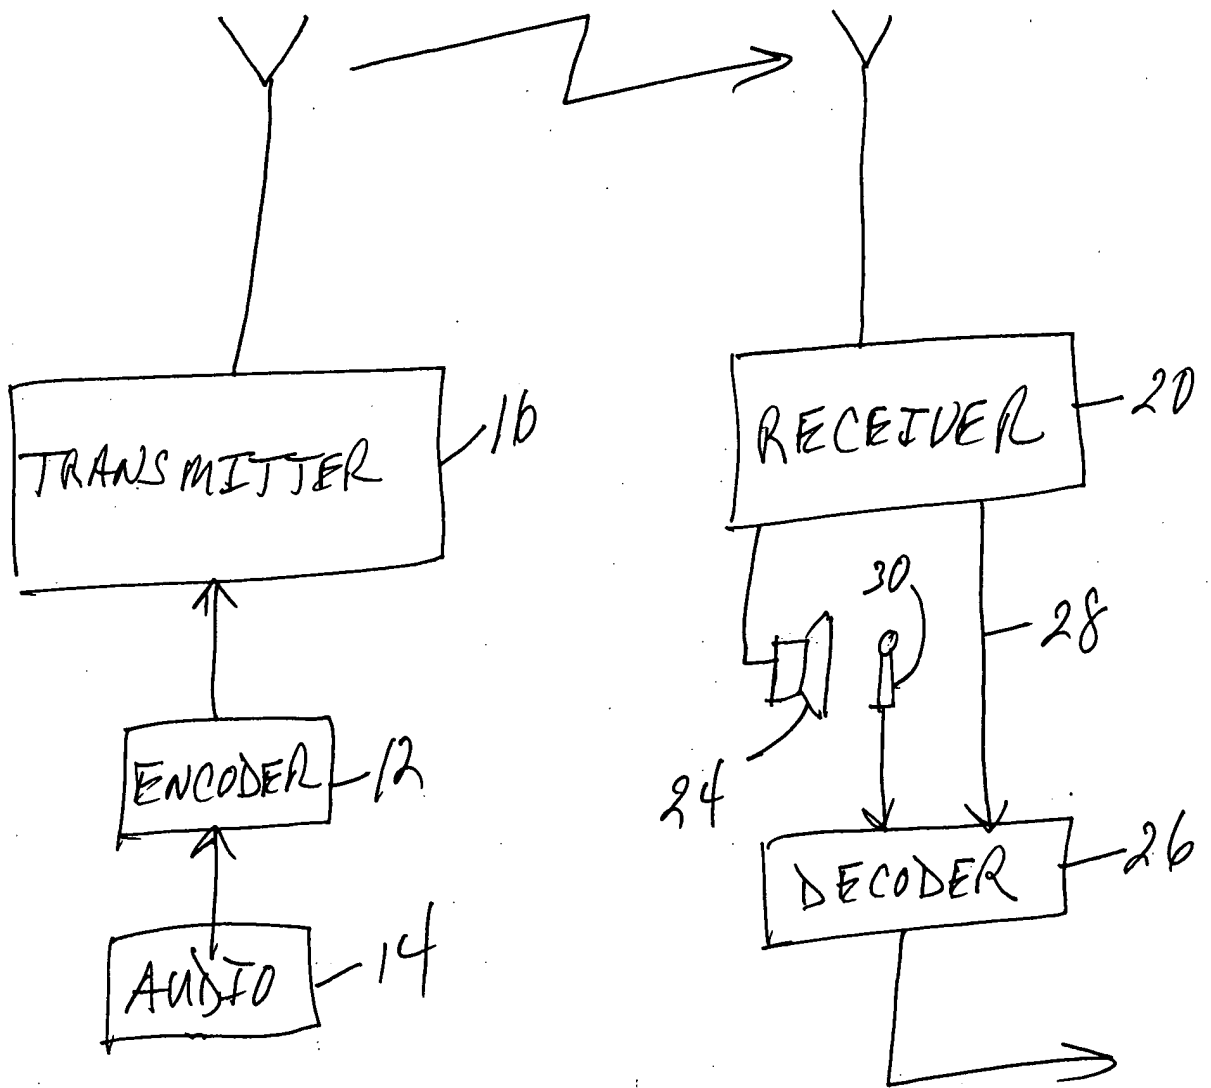 TRANSMITTER
16
RECEIVER
20
30
28
24
ENCODER
12
DECODER
26
AUDIO
14